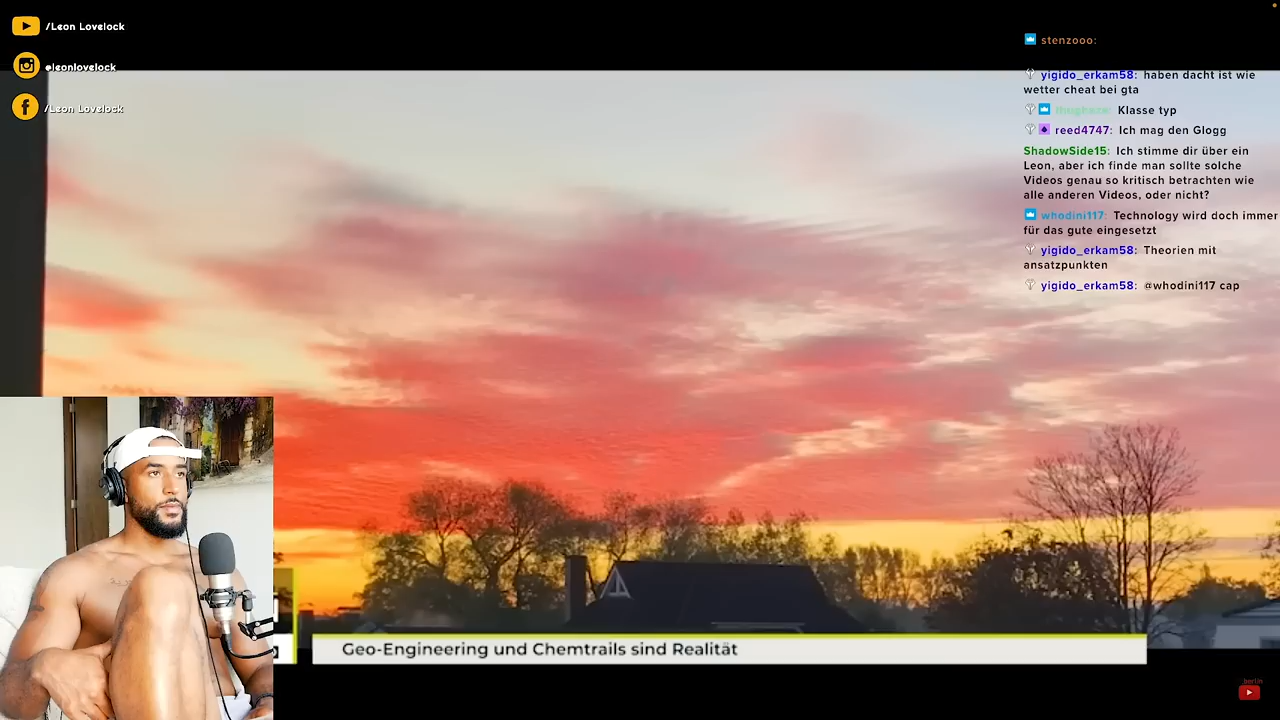 /Leon Lovelock
@leonlovelock
/Leon Lovelock
stenzooo:
yigido_erkam58: haben dacht ist wie
wetter cheat bei gta
Klasse typ
reed4747: Ich mag den Glogg
ShadowSide15: Ich stimme dir über ein
Leon, aber ich finde man sollte solche
Videos genau so kritisch betrachten wie
alle anderen Videos, oder nicht?
whodini117: Technology wird doch immer
für das gute eingesetzt
yigido_erkam58: Theorien mit
ansatzpunkten
yigido_erkam58: @whodini117 cap
Geo-Engineering und Chemtrails sind Realität
berlin